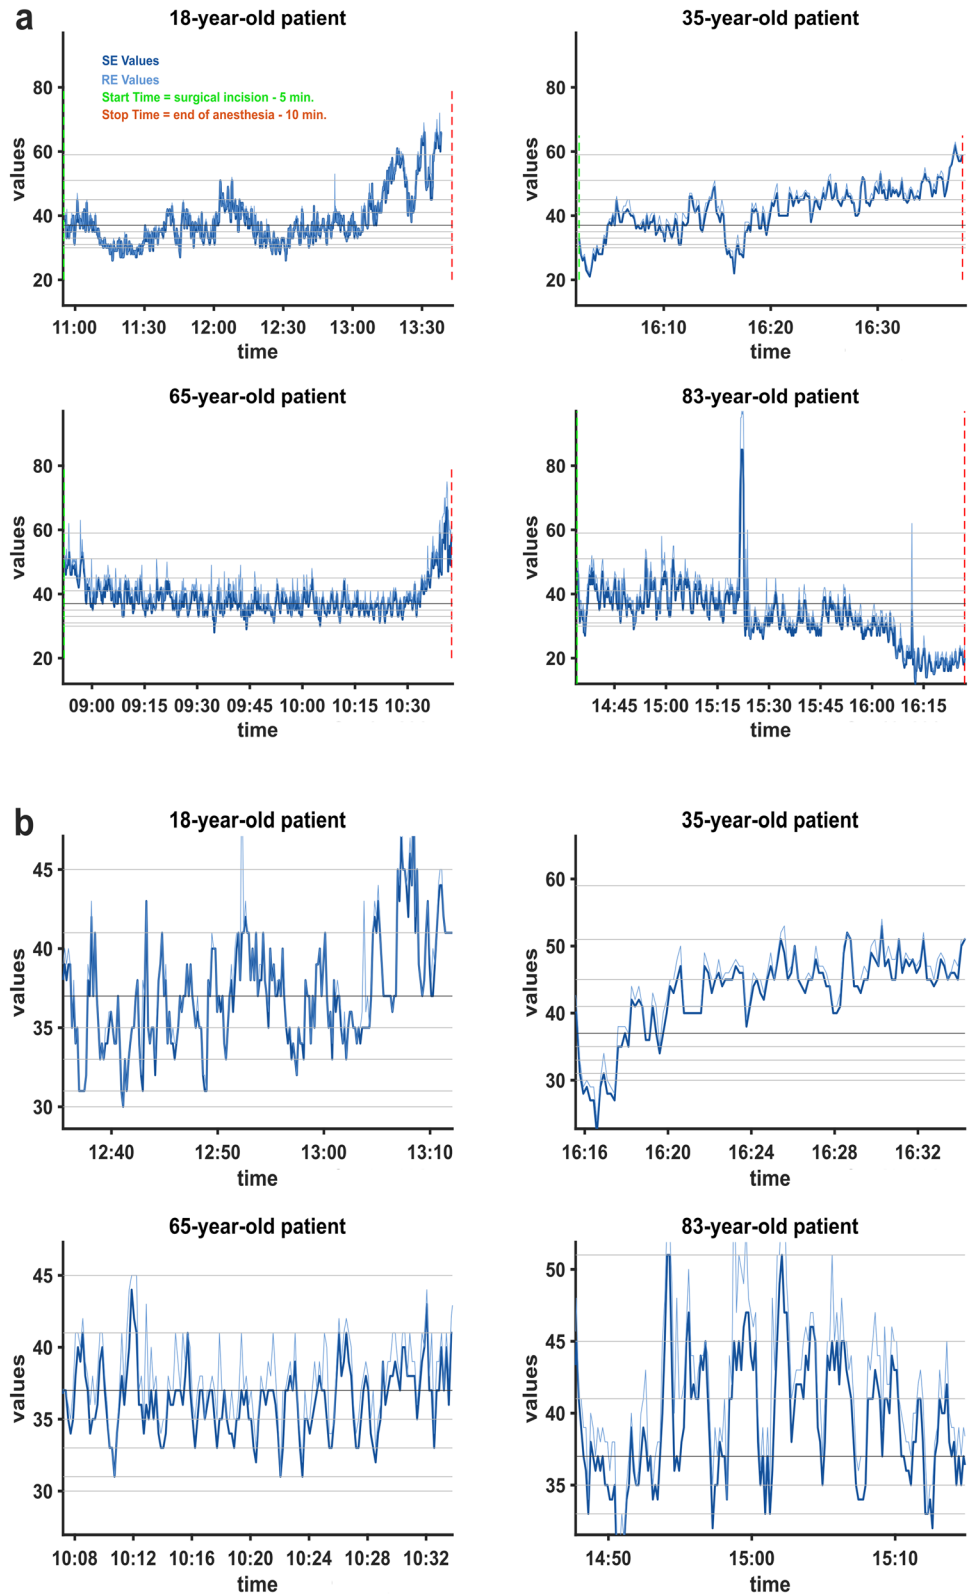 a
18-year-old patient
35-year-old patient
SE Values
RE Values
Start Time = surgical incision - 5 min.
Stop Time = end of anesthesia - 10 min.
values
80
60
40
20
11:00 11:30 12:00 12:30 13:00 13:30
time
values
80
60
40
20
16:10 16:20 16:30
time
65-year-old patient
83-year-old patient
values
80
60
40
20
09:00 09:15 09:30 09:45 10:00 10:15 10:30
time
values
80
60
40
20
14:45 15:00 15:15 15:30 15:45 16:00 16:15
time
b
18-year-old patient
35-year-old patient
values
45
40
35
30
12:40 12:50 13:00 13:10
time
values
60
50
40
30
16:16 16:20 16:24 16:28 16:32
time
65-year-old patient
83-year-old patient
values
45
40
35
30
10:08 10:12 10:16 10:20 10:24 10:28 10:32
time
values
50
45
40
35
14:50 15:00 15:10
time